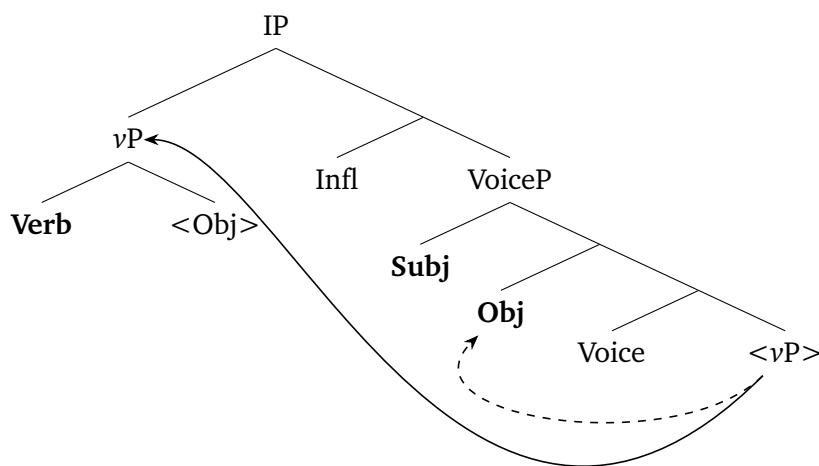 IP
vP
Infl
VoiceP
Verb
<Obj>
Subj
Obj
Voice
<vP>